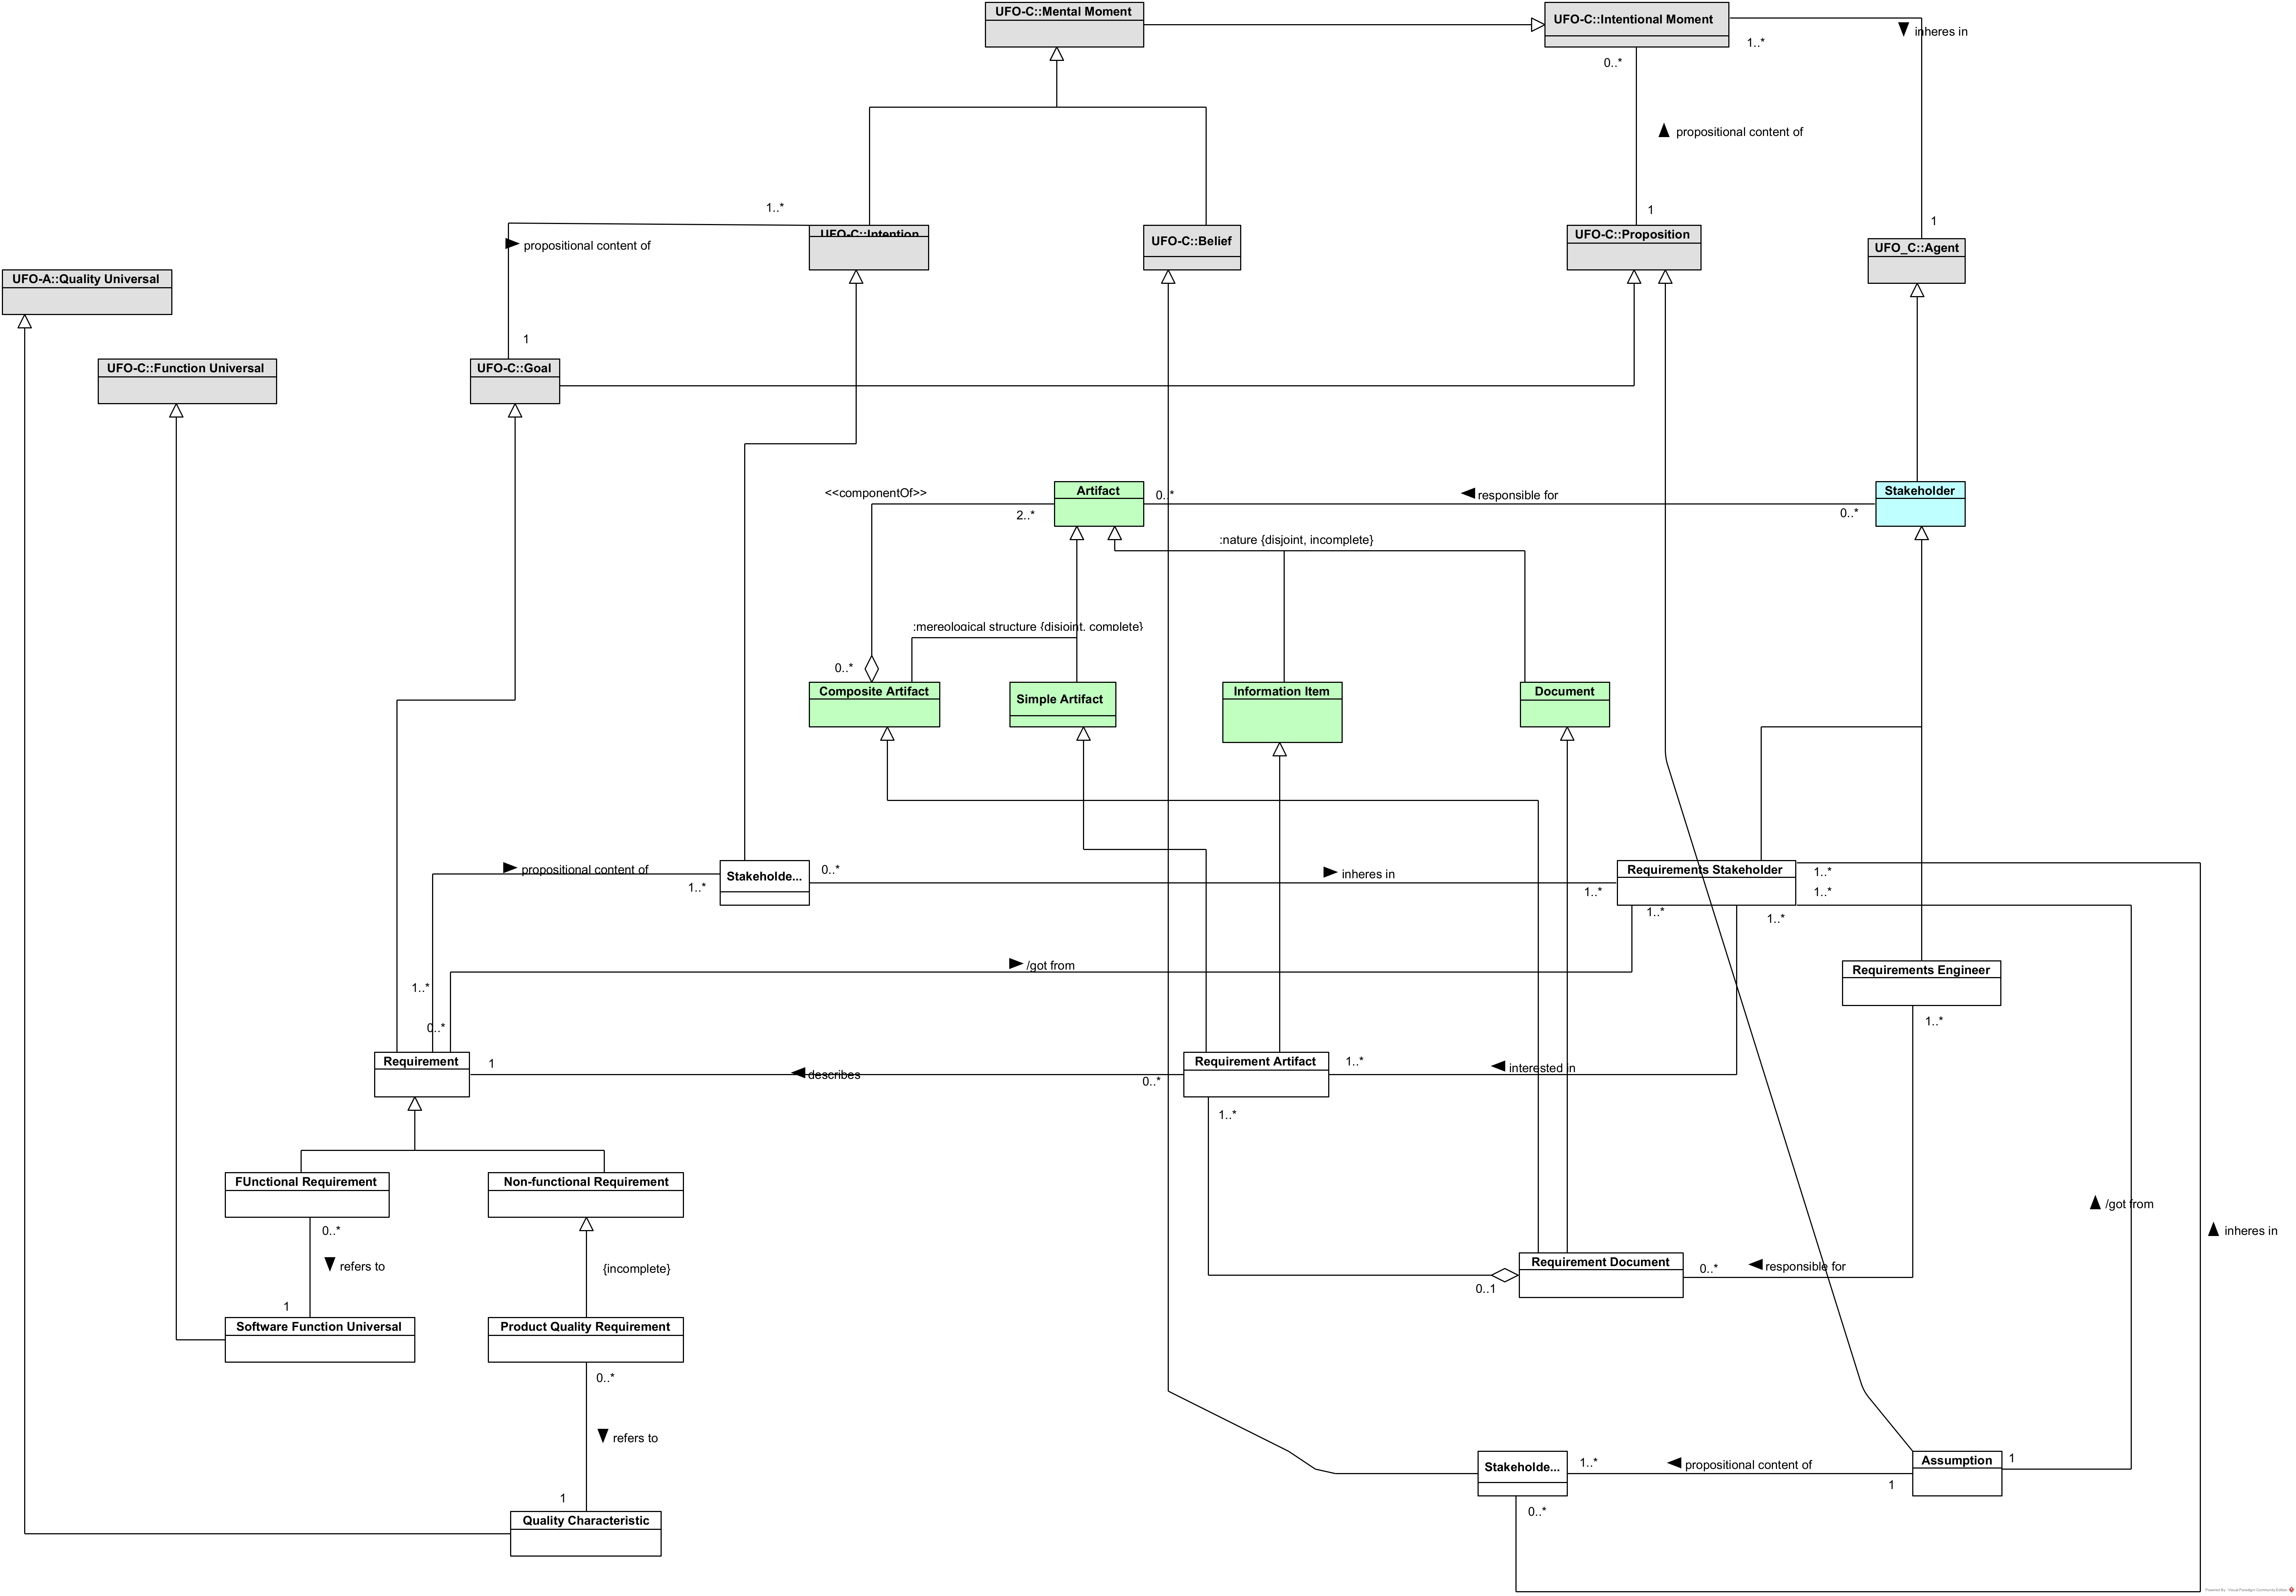 UFO-C::Mental Moment
UFO-C::Intentional Moment
inheres in
1..*
0..*
propositional content of
1..*
1
1
UFO-C::Intention
UFO-C::Belief
UFO-C::Proposition
UFO_C::Agent
propositional content of
UFO-A::Quality Universal
1
UFO-C::Function Universal
UFO-C::Goal
<<componentOf>>
Artifact
0..*
responsible for
Stakeholder
2..*
0..*
:nature {disjoint, incomplete}
:mereological structure {disjoint, complete}
0..*
Composite Artifact
Simple Artifact
Information Item
Document
propositional content of
1..*
Stakeholde...
0..*
inheres in
1..*
Requirements Stakeholder
1..*
1..*
1..*
1..*
/got from
Requirements Engineer
1..*
0..*
1..*
Requirement
1
describes
0..*
Requirement Artifact
1..*
interested in
1..*
FUnctional Requirement
Non-functional Requirement
0..*
refers to
{incomplete}
/got from
inheres in
1
0..1
Requirement Document
0..*
responsible for
Software Function Universal
Product Quality Requirement
0..*
refers to
1
Stakeholde...
1..*
propositional content of
1
Assumption
1
0..*
Quality Characteristic
Powered By: Visual Paradigm Community Edition